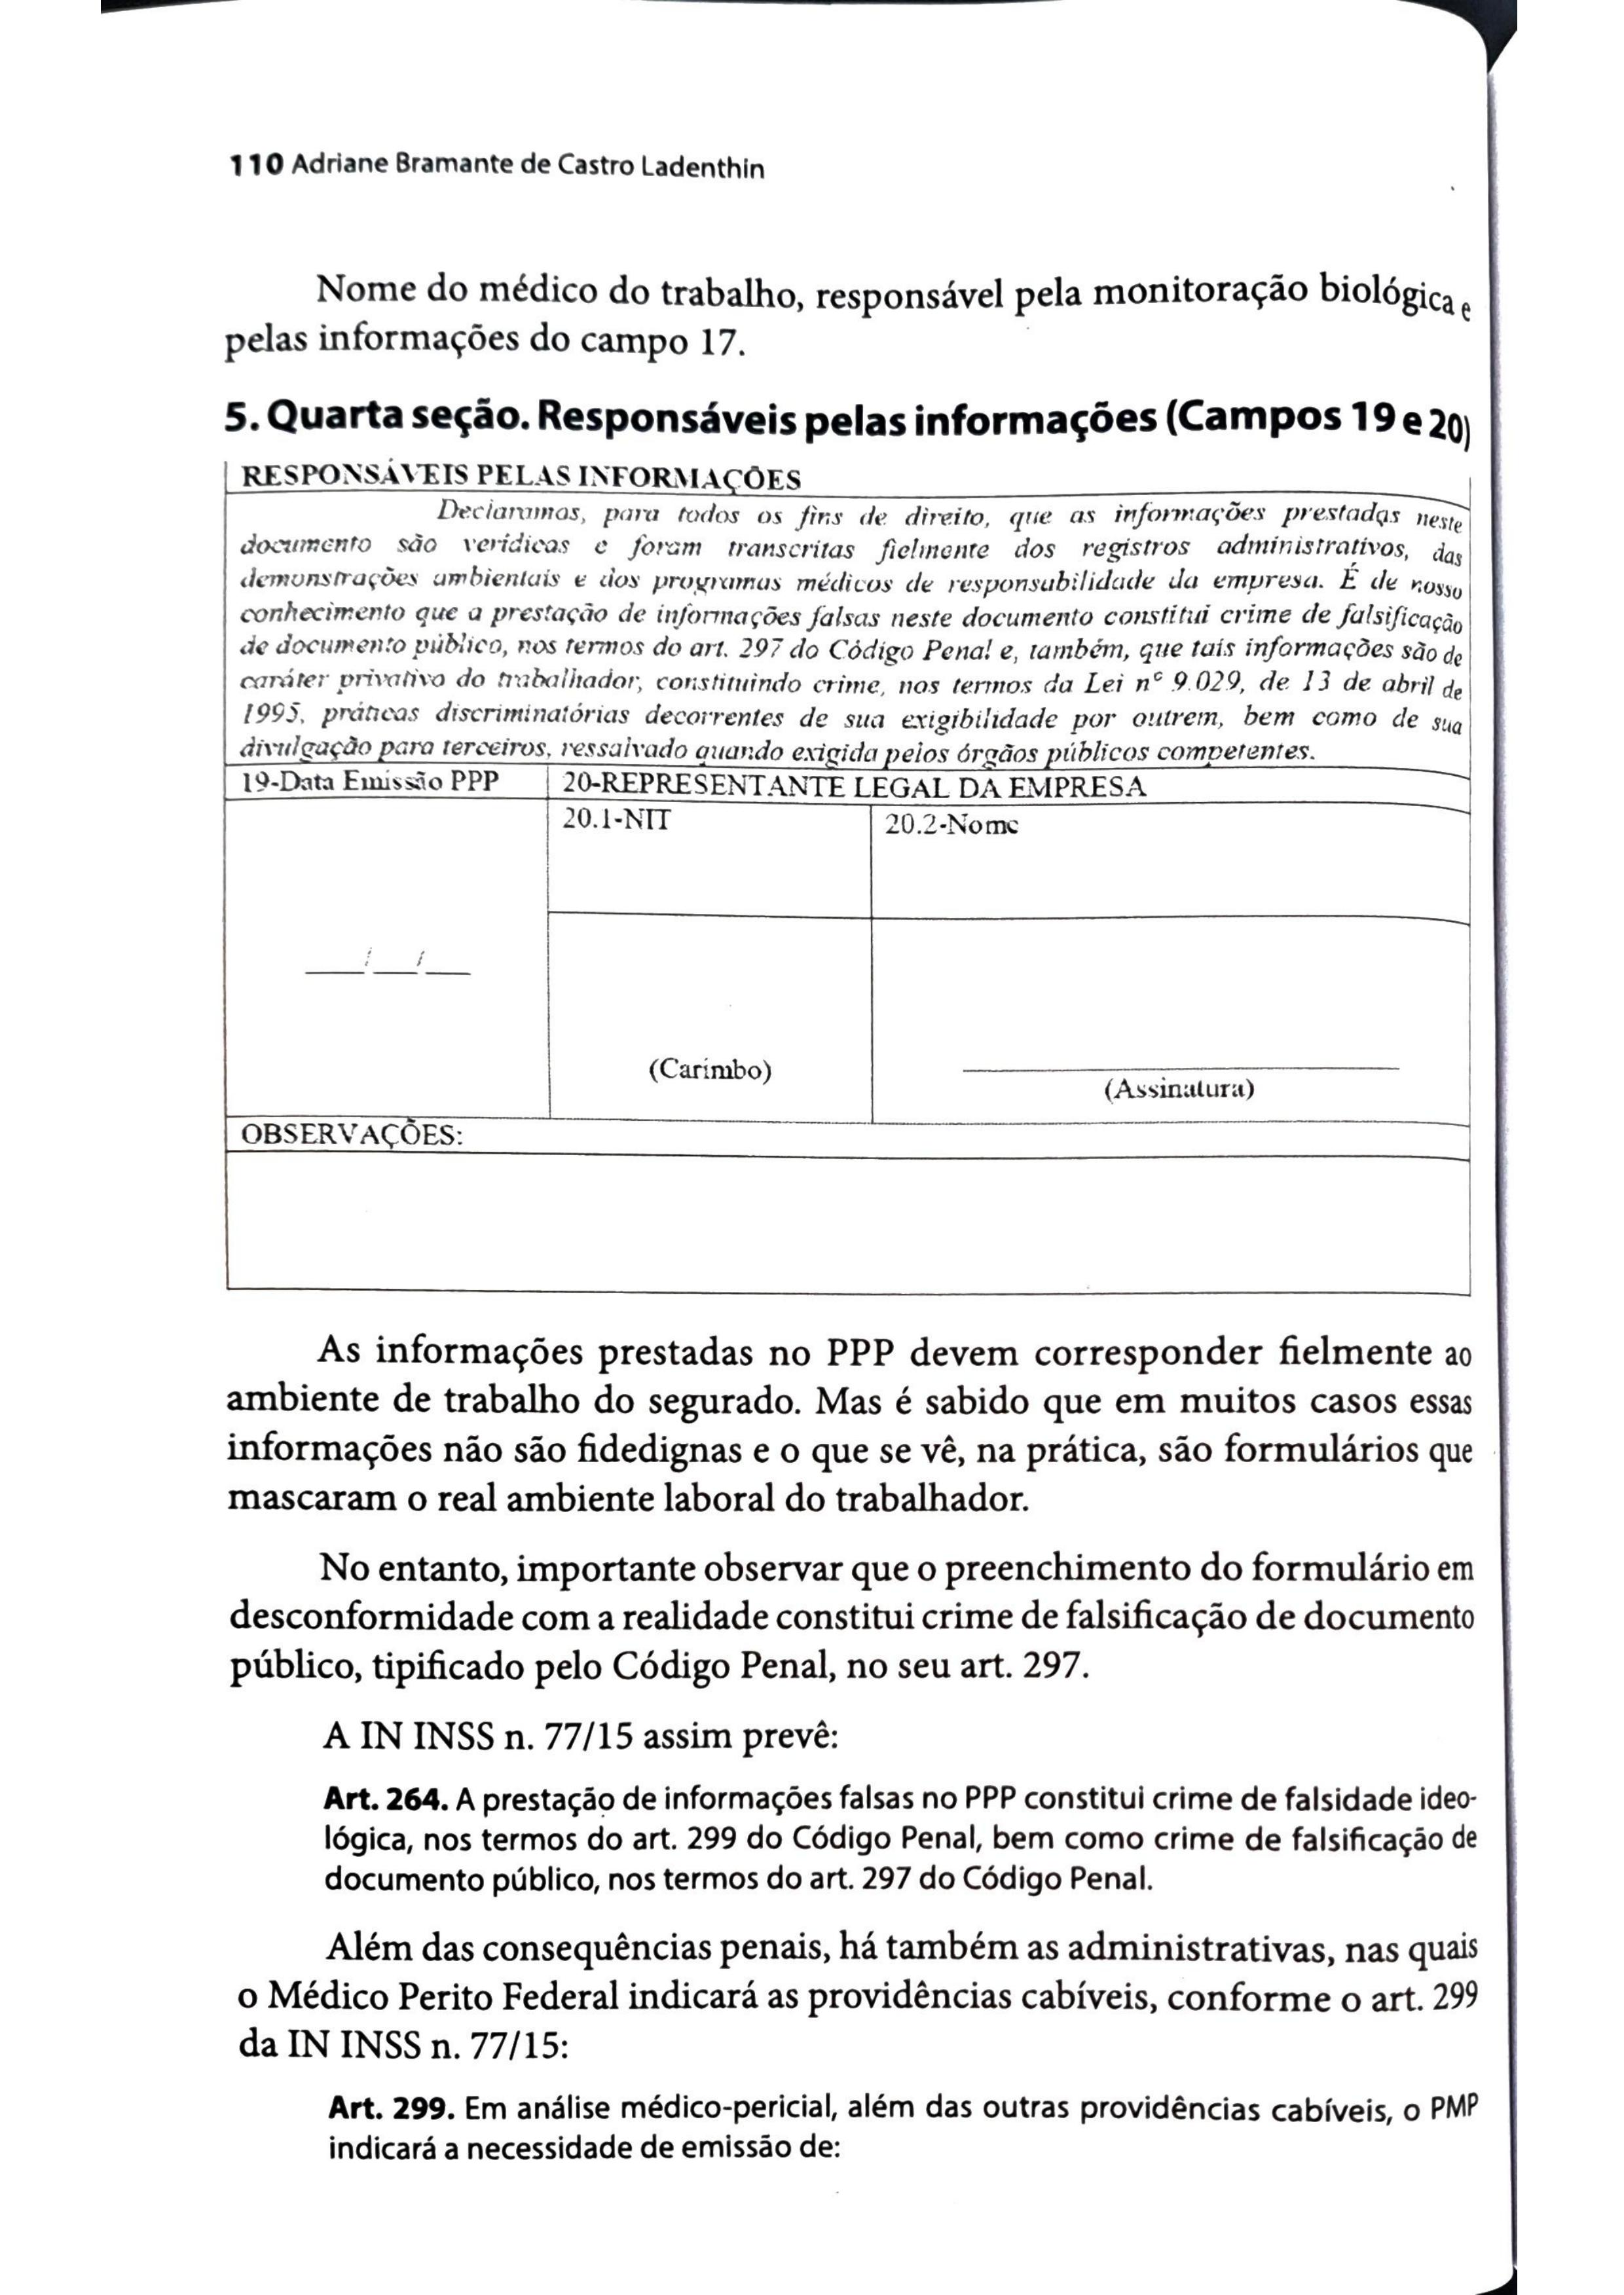 110 Adriane Bramante de Castro Ladenthin
Nome do médico do trabalho, responsável pela monitoração biológica e
pelas informações do campo 17.
5. Quarta seção. Responsáveis pelas informações (Campos 19 e 20)
RESPONSÁVEIS PELAS INFORMAÇÕES
Declaramos, para todos os fins de direito, que as informações prestadas neste
documento são verídicas e foram transcritas fielmente dos registros administrativos, das
demonstrações ambientais e dos programas médicos de responsabilidade da empresa. É de nosso
conhecimento que a prestação de informações falsas neste documento constitui crime de falsificação
de documento público, nos termos do art. 297 do Código Penal e, também, que tais informações são de
caráter privativo do trabalhador, constituindo crime, nos termos da Lei nº 9.029, de 13 de abril de
1995, práticas discriminatórias decorrentes de sua exigibilidade por outrem, bem como de sua
divulgação para terceiros, ressalvado quando exigida pelos órgãos públicos competentes.
19-Data Emissão PPP
20-REPRESENTANTE LEGAL DA EMPRESA
20.1-NIT
20.2-Nome
___/___/___
(Carimbo)
(Assinatura)
OBSERVAÇÕES:
As informações prestadas no PPP devem corresponder fielmente ao
ambiente de trabalho do segurado. Mas é sabido que em muitos casos essas
informações não são fidedignas e o que se vê, na prática, são formulários que
mascaram o real ambiente laboral do trabalhador.
No entanto, importante observar que o preenchimento do formulário em
desconformidade com a realidade constitui crime de falsificação de documento
público, tipificado pelo Código Penal, no seu art. 297.
A IN INSS n. 77/15 assim prevê:
Art. 264. A prestação de informações falsas no PPP constitui crime de falsidade ideo-
lógica, nos termos do art. 299 do Código Penal, bem como crime de falsificação de
documento público, nos termos do art. 297 do Código Penal.
Além das consequências penais, há também as administrativas, nas quais
o Médico Perito Federal indicará as providências cabíveis, conforme o art. 299
da IN INSS n. 77/15:
Art. 299. Em análise médico-pericial, além das outras providências cabíveis, o PMP
indicará a necessidade de emissão de: